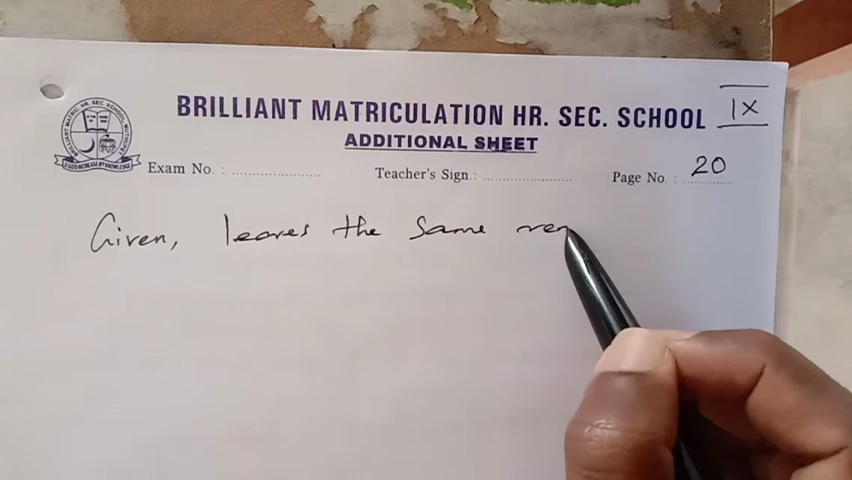 BRILLIANT MATRICULATION HR. SEC. SCHOOL
IX
ADDITIONAL SHEET
Exam No. : ......................
Teacher's Sign.: ......................
Page No. : 20
Given, leaves the same rem